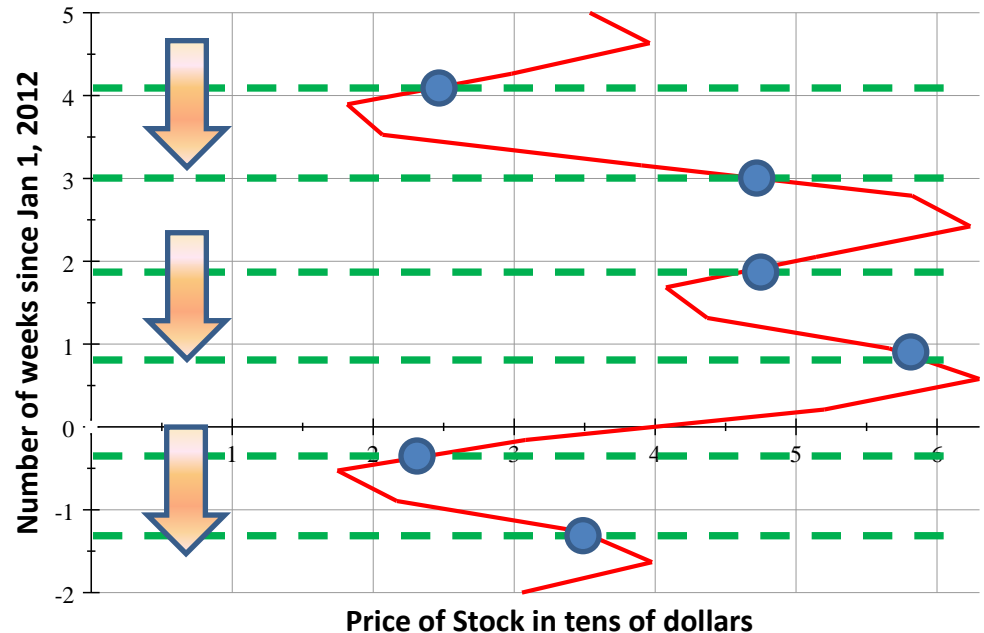 Number of weeks since Jan 1, 2012
5
4
3
2
1
0
-1
-2
1 2 3 4 5 6
Price of Stock in tens of dollars